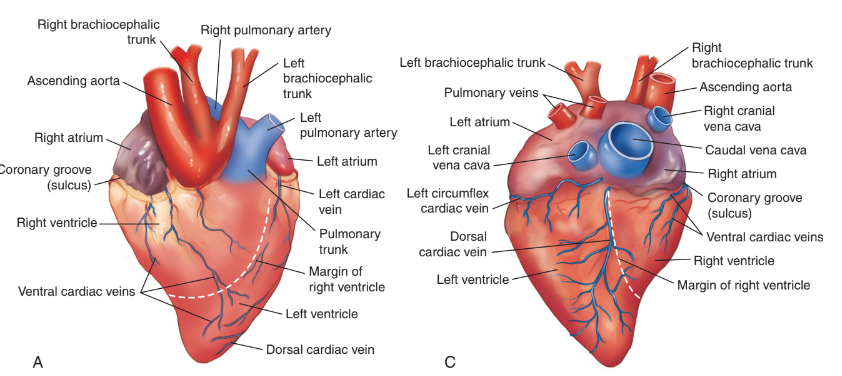 Right brachiocephalic
trunk
Right pulmonary artery
Ascending aorta
Left
brachiocephalic
trunk
Left
pulmonary artery
Right atrium
Left atrium
Coronary groove
(sulcus)
Left cardiac
vein
Right ventricle
Pulmonary
trunk
Margin of
right ventricle
Ventral cardiac veins
Left ventricle
Dorsal cardiac vein
A
Left brachiocephalic trunk
Right
brachiocephalic trunk
Pulmonary veins
Ascending aorta
Left atrium
Right cranial
vena cava
Left cranial
vena cava
Caudal vena cava
Right atrium
Left circumflex
cardiac vein
Coronary groove
(sulcus)
Dorsal
cardiac vein
Ventral cardiac veins
Left ventricle
Right ventricle
Margin of right ventricle
C